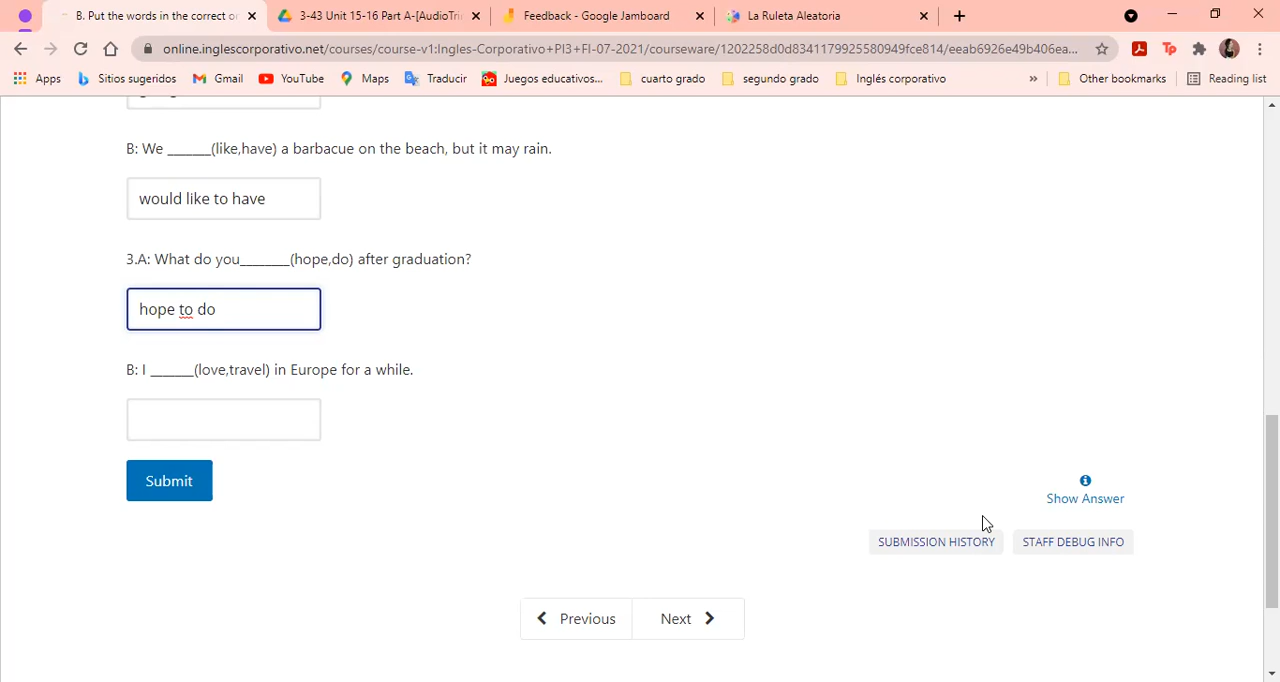 B. Put the words in the correct or
3-43 Unit 15-16 Part A-[AudioTri
Feedback - Google Jamboard
La Ruleta Aleatoria
online.inglescorporativo.net/courses/course-v1:Ingles-Corporativo+PI3+FI-07-2021/courseware/1202258d0d8341179925580949fce814/eeab6926e49b406ea...
Apps
Sitios sugeridos
Gmail
YouTube
Maps
Traducir
Juegos educativos...
cuarto grado
segundo grado
Inglés corporativo
»
Other bookmarks
Reading list
B: We ______(like,have) a barbacue on the beach, but it may rain.
would like to have
3.A: What do you_______(hope,do) after graduation?
hope to do
B: I ______(love,travel) in Europe for a while.
Submit
Show Answer
SUBMISSION HISTORY
STAFF DEBUG INFO
Previous
Next